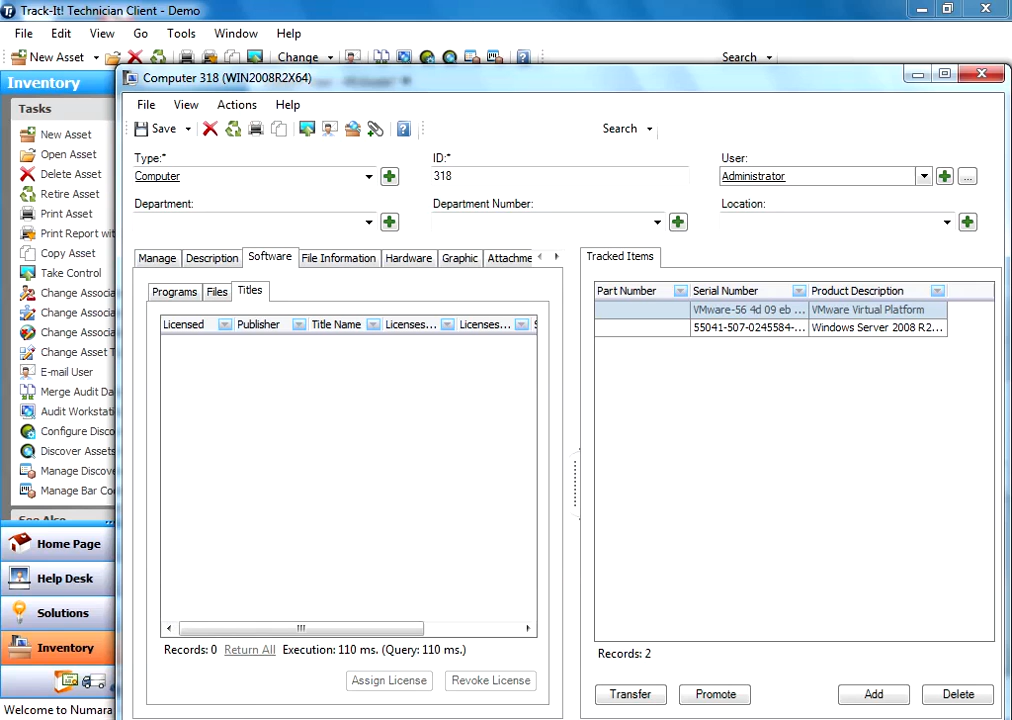 Track-It! Technician Client - Demo
File Edit View Go Tools Window Help
New Asset Change Search
Inventory
Tasks
New Asset
Open Asset
Delete Asset
Retire Asset
Print Asset
Print Report wit
Copy Asset
Take Control
Change Associa
Change Associa
Change Associa
Change Asset T
E-mail User
Merge Audit Da
Audit Workstat
Configure Disco
Discover Assets
Manage Discove
Manage Bar Co
See Also
Home Page
Help Desk
Solutions
Inventory
Welcome to Numara
Computer 318 (WIN2008R2X64)
File View Actions Help
Save Search
Type:* ID:* User:
Computer 318 Administrator
Department: Department Number: Location:
Manage Description Software File Information Hardware Graphic Attachme
Programs Files Titles
Licensed Publisher Title Name Licenses... Licenses... S
Records: 0 Return All Execution: 110 ms. (Query: 110 ms.)
Assign License Revoke License
Tracked Items
Part Number Serial Number Product Description
VMware-56 4d 09 eb ... VMware Virtual Platform
55041-507-0245584-... Windows Server 2008 R2...
Records: 2
Transfer Promote Add Delete